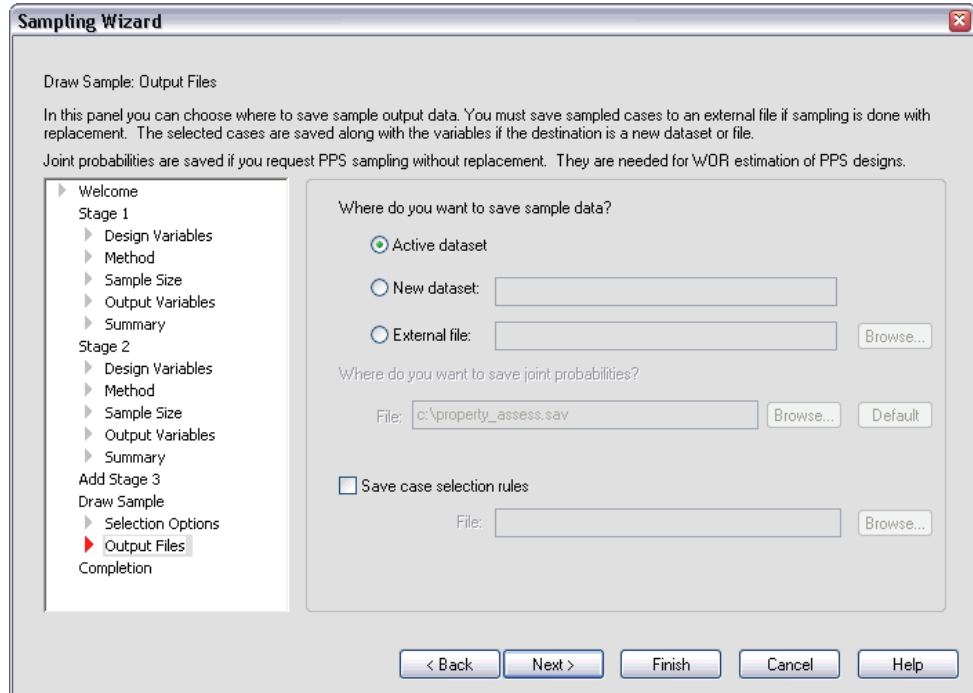 Sampling Wizard
Draw Sample: Output Files
In this panel you can choose where to save sample output data. You must save sampled cases to an external file if sampling is done with
replacement. The selected cases are saved along with the variables if the destination is a new dataset or file.
Joint probabilities are saved if you request PPS sampling without replacement. They are needed for WOR estimation of PPS designs.
Welcome
Stage 1
Design Variables
Method
Sample Size
Output Variables
Summary
Stage 2
Design Variables
Method
Sample Size
Output Variables
Summary
Add Stage 3
Draw Sample
Selection Options
Output Files
Completion
Where do you want to save sample data?
Active dataset
New dataset:
External file:
Browse...
Where do you want to save joint probabilities?
File: c:\property_assess.sav Browse... Default
Save case selection rules
File: Browse...
< Back Next > Finish Cancel Help